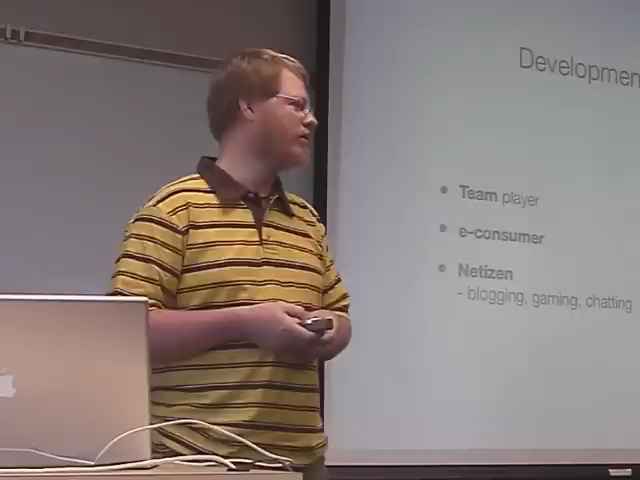 Developmen
• Team player
• e-consumer
• Netizen
- blogging, gaming, chatting